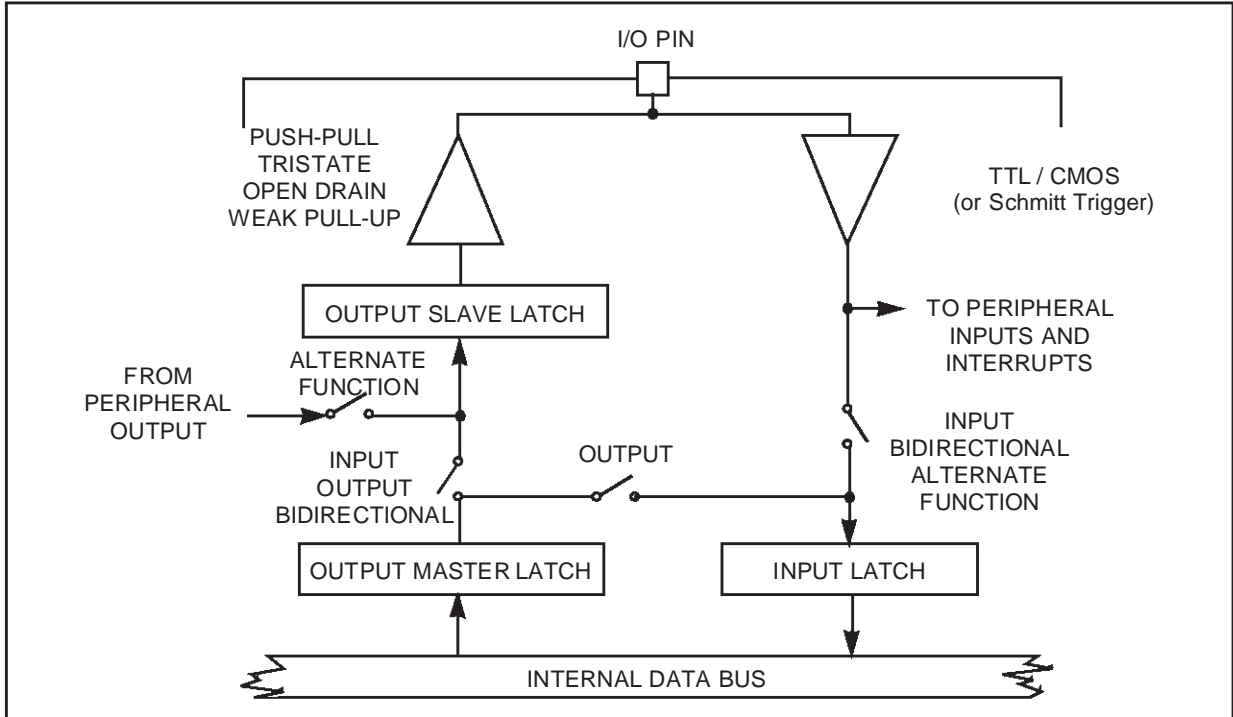 I/O PIN
PUSH-PULL
TRISTATE
OPEN DRAIN
WEAK PULL-UP
TTL / CMOS
(or Schmitt Trigger)
OUTPUT SLAVE LATCH
TO PERIPHERAL
INPUTS AND
INTERRUPTS
ALTERNATE
FUNCTION
FROM
PERIPHERAL
OUTPUT
INPUT
OUTPUT
BIDIRECTIONAL
OUTPUT
INPUT
BIDIRECTIONAL
ALTERNATE
FUNCTION
OUTPUT MASTER LATCH
INPUT LATCH
INTERNAL DATA BUS